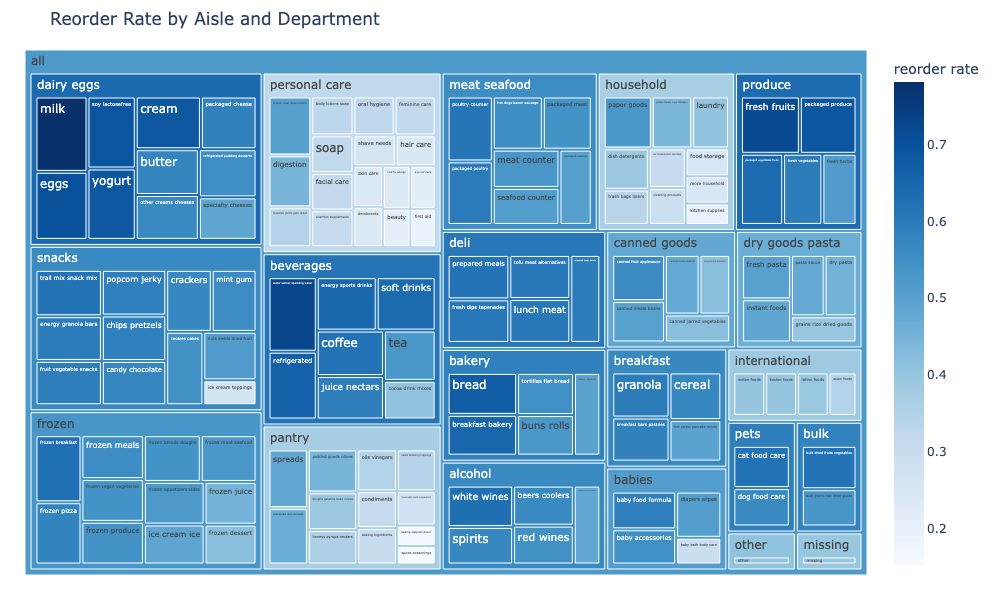 Reorder Rate by Aisle and Department
all
dairy eggs
milk
soy lactosefree
cream
packaged cheese
butter
refrigerated pudding desserts
eggs
yogurt
other creams cheeses
specialty cheeses
snacks
trail mix snack mix
popcorn jerky
crackers
mint gum
energy granola bars
chips pretzels
cookies cakes
nuts seeds dried fruit
fruit vegetable snacks
candy chocolate
ice cream toppings
frozen
frozen breakfast
frozen meals
frozen breads doughs
frozen meat seafood
frozen vegan vegetarian
frozen appetizers sides
frozen juice
frozen pizza
frozen produce
ice cream ice
frozen dessert
personal care
body lotions soap
oral hygiene
feminine care
soap
shave needs
hair care
digestion
facial care
skin care
vitamins supplements
deodorants
beauty
first aid
beverages
water seltzer sparkling water
energy sports drinks
soft drinks
coffee
tea
refrigerated
juice nectars
cocoa drink mixes
pantry
spreads
pickled goods olives
oils vinegars
condiments
honeys syrups nectars
baking ingredients
spices seasonings
meat seafood
poultry counter
hot dogs bacon sausage
packaged meat
meat counter
packaged poultry
seafood counter
household
paper goods
laundry
dish detergents
food storage
more household
trash bags liners
cleaning products
kitchen supplies
produce
fresh fruits
packaged produce
packaged vegetables fruits
fresh vegetables
fresh herbs
deli
prepared meals
tofu meat alternatives
fresh dips tapenades
lunch meat
canned goods
canned fruit applesauce
canned meals beans
canned jarred vegetables
dry goods pasta
fresh pasta
pasta sauce
dry pasta
instant foods
grains rice dried goods
bakery
bread
tortillas flat bread
breakfast bakery
buns rolls
breakfast
granola
cereal
breakfast bars pastries
hot cereal pancake mixes
international
indian foods
kosher foods
latino foods
asian foods
alcohol
white wines
beers coolers
spirits
red wines
babies
baby food formula
diapers wipes
baby accessories
baby bath body care
pets
cat food care
dog food care
bulk
bulk dried fruits vegetables
bulk grains rice dried goods
other
other
missing
missing
reorder rate
0.7
0.6
0.5
0.4
0.3
0.2